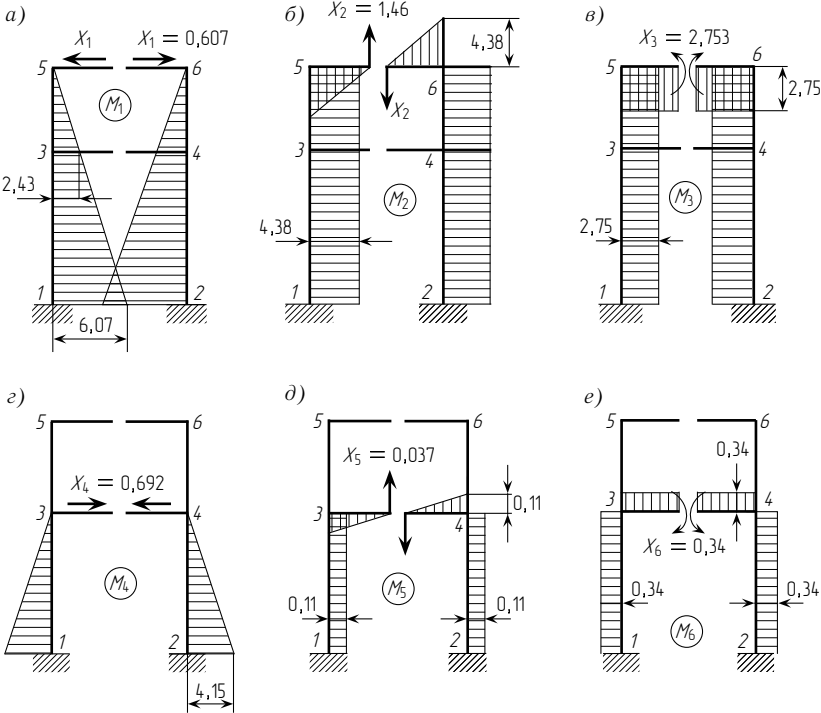 а)
X1 X1 = 0,607
5 6
M1
3 4
2,43
1 2
6,07
б)
X2 = 1,46
4,38
5 6
X2
3 4
M2
4,38
1 2
в)
X3 = 2,753
5 6
2,75
3 4
M3
2,75
1 2
г)
5 6
X4 = 0,692
3 4
M4
1 2
4,15
д)
5 6
X5 = 0,037
0,11
3 4
M5
0,11 0,11
1 2
е)
5 6
0,34
3 4
X6 = 0,34
0,34 0,34
M6
1 2